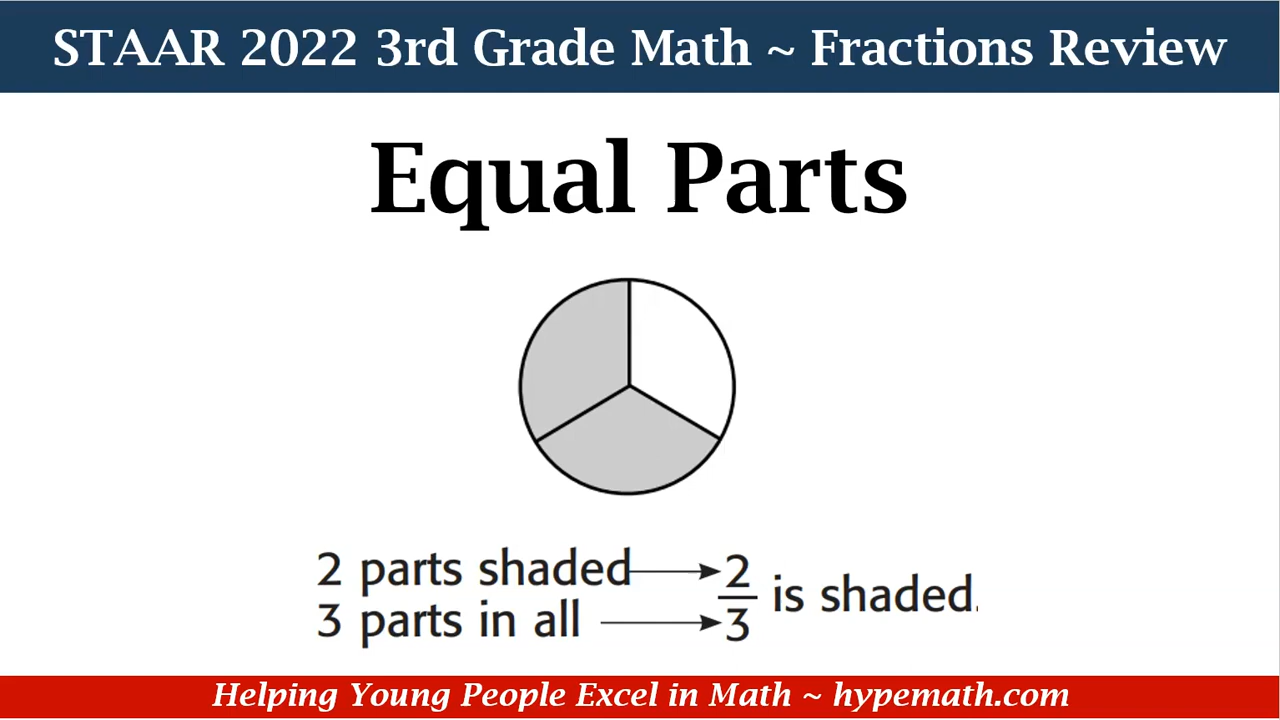 STAAR 2022 3rd Grade Math ~ Fractions Review
Equal Parts
2 parts shaded → 2
3 parts in all → 3
is shaded.
Helping Young People Excel in Math ~ hypemath.com